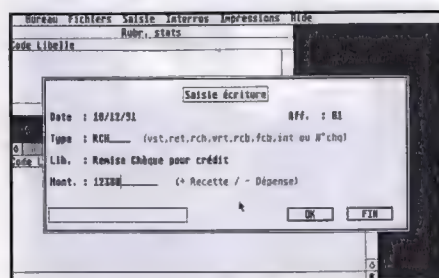 Bureau Fichiers Saisie Interros Impressions Aide
Rubr. stats
Code Libelle
Saisie écriture
Date : 10/12/91 Aff. : 01
Type : RCH (vst,ret,rch,vrt,rcb,fcb,int ou N°chq)
Code L
Lib. : Remise Chèque pour crédit
Mont. : (+ Recette / - Dépense)
OK FIN